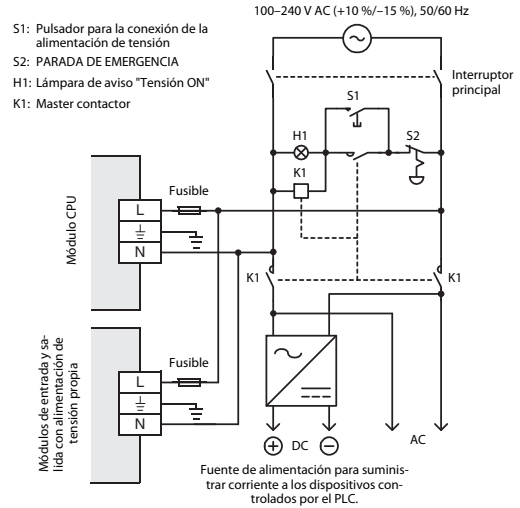 100–240 V AC (+10 %/–15 %), 50/60 Hz
S1: Pulsador para la conexión de la
alimentación de tensión
S2: PARADA DE EMERGENCIA
H1: Lámpara de aviso "Tensión ON"
K1: Master contactor
Interruptor
principal
S1
H1
S2
K1
Módulo CPU
Fusible
L
N
K1
K1
Módulos de entrada y sa-
lida con alimentación de
tensión propia
Fusible
L
N
DC
AC
Fuente de alimentación para suminis-
trar corriente a los dispositivos con-
trolados por el PLC.